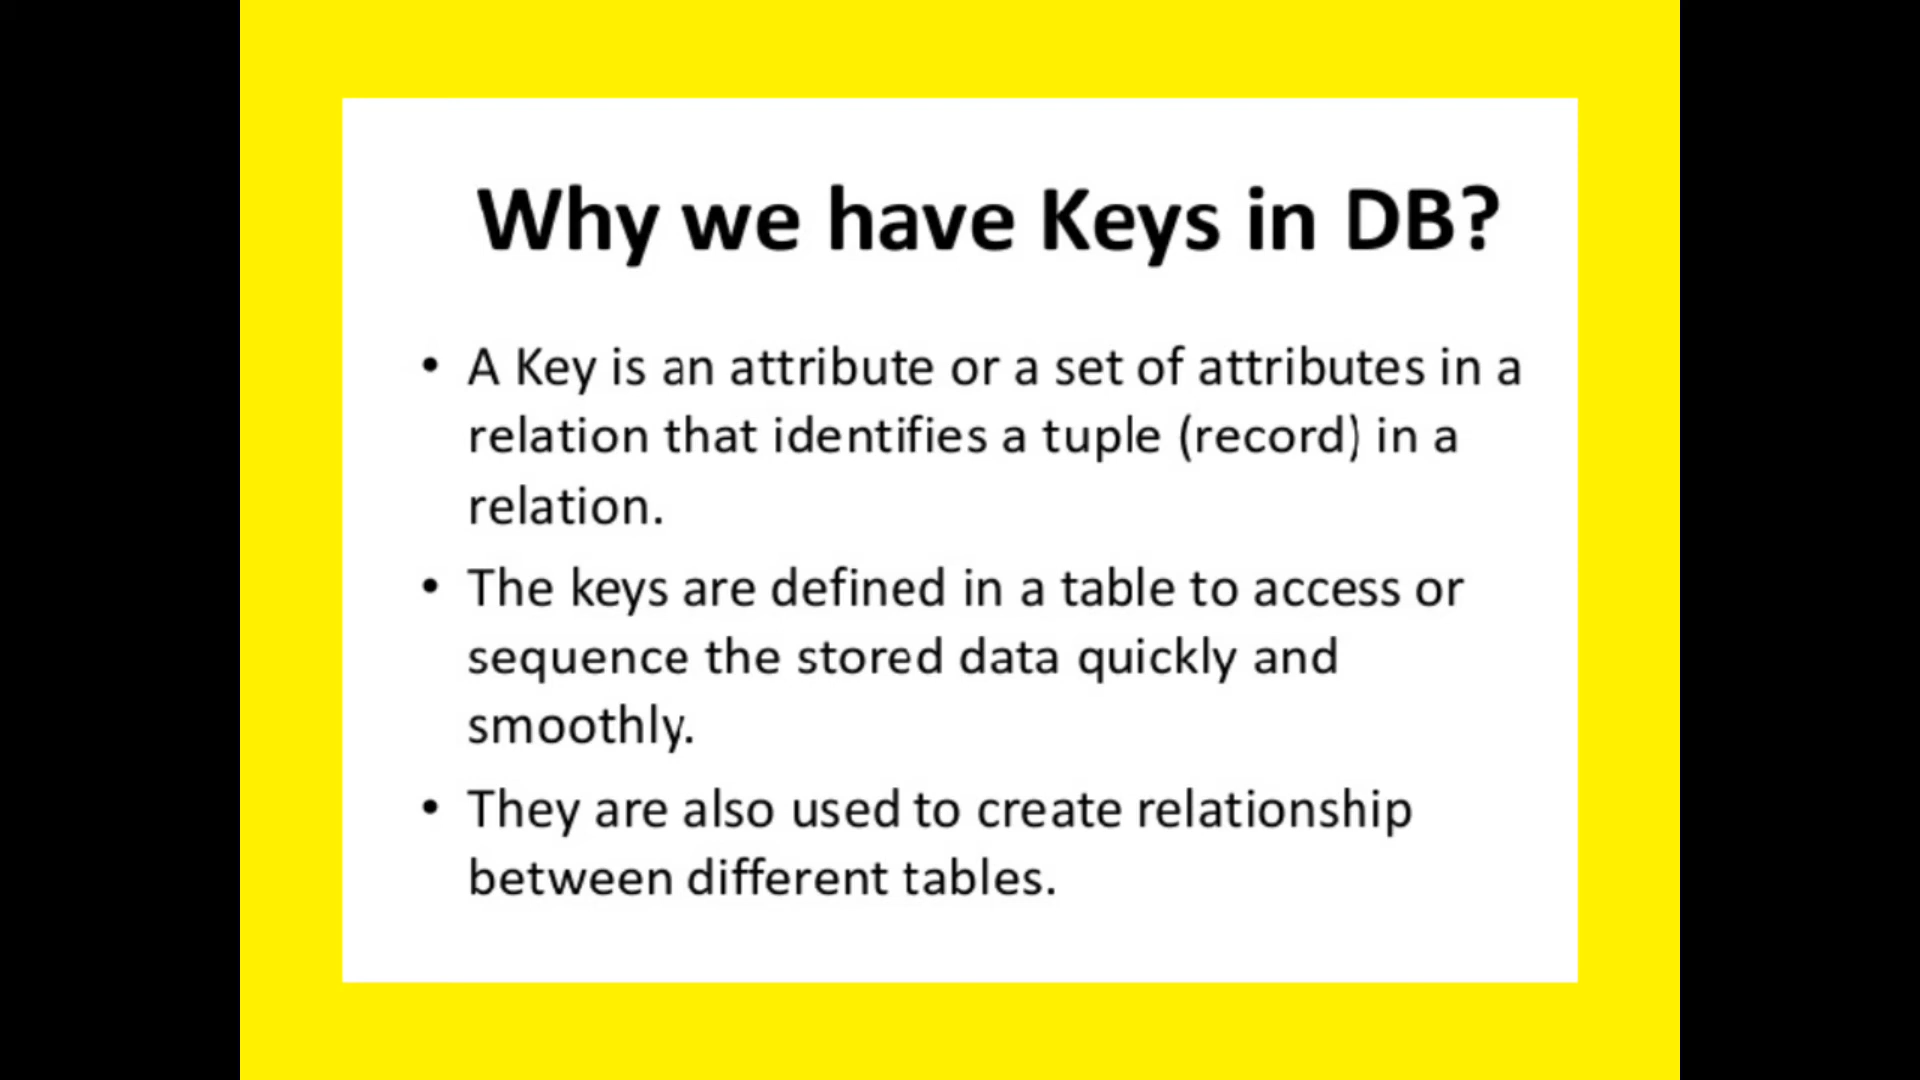 Why we have Keys in DB?
• A Key is an attribute or a set of attributes in a
relation that identifies a tuple (record) in a
relation.
• The keys are defined in a table to access or
sequence the stored data quickly and
smoothly.
• They are also used to create relationship
between different tables.